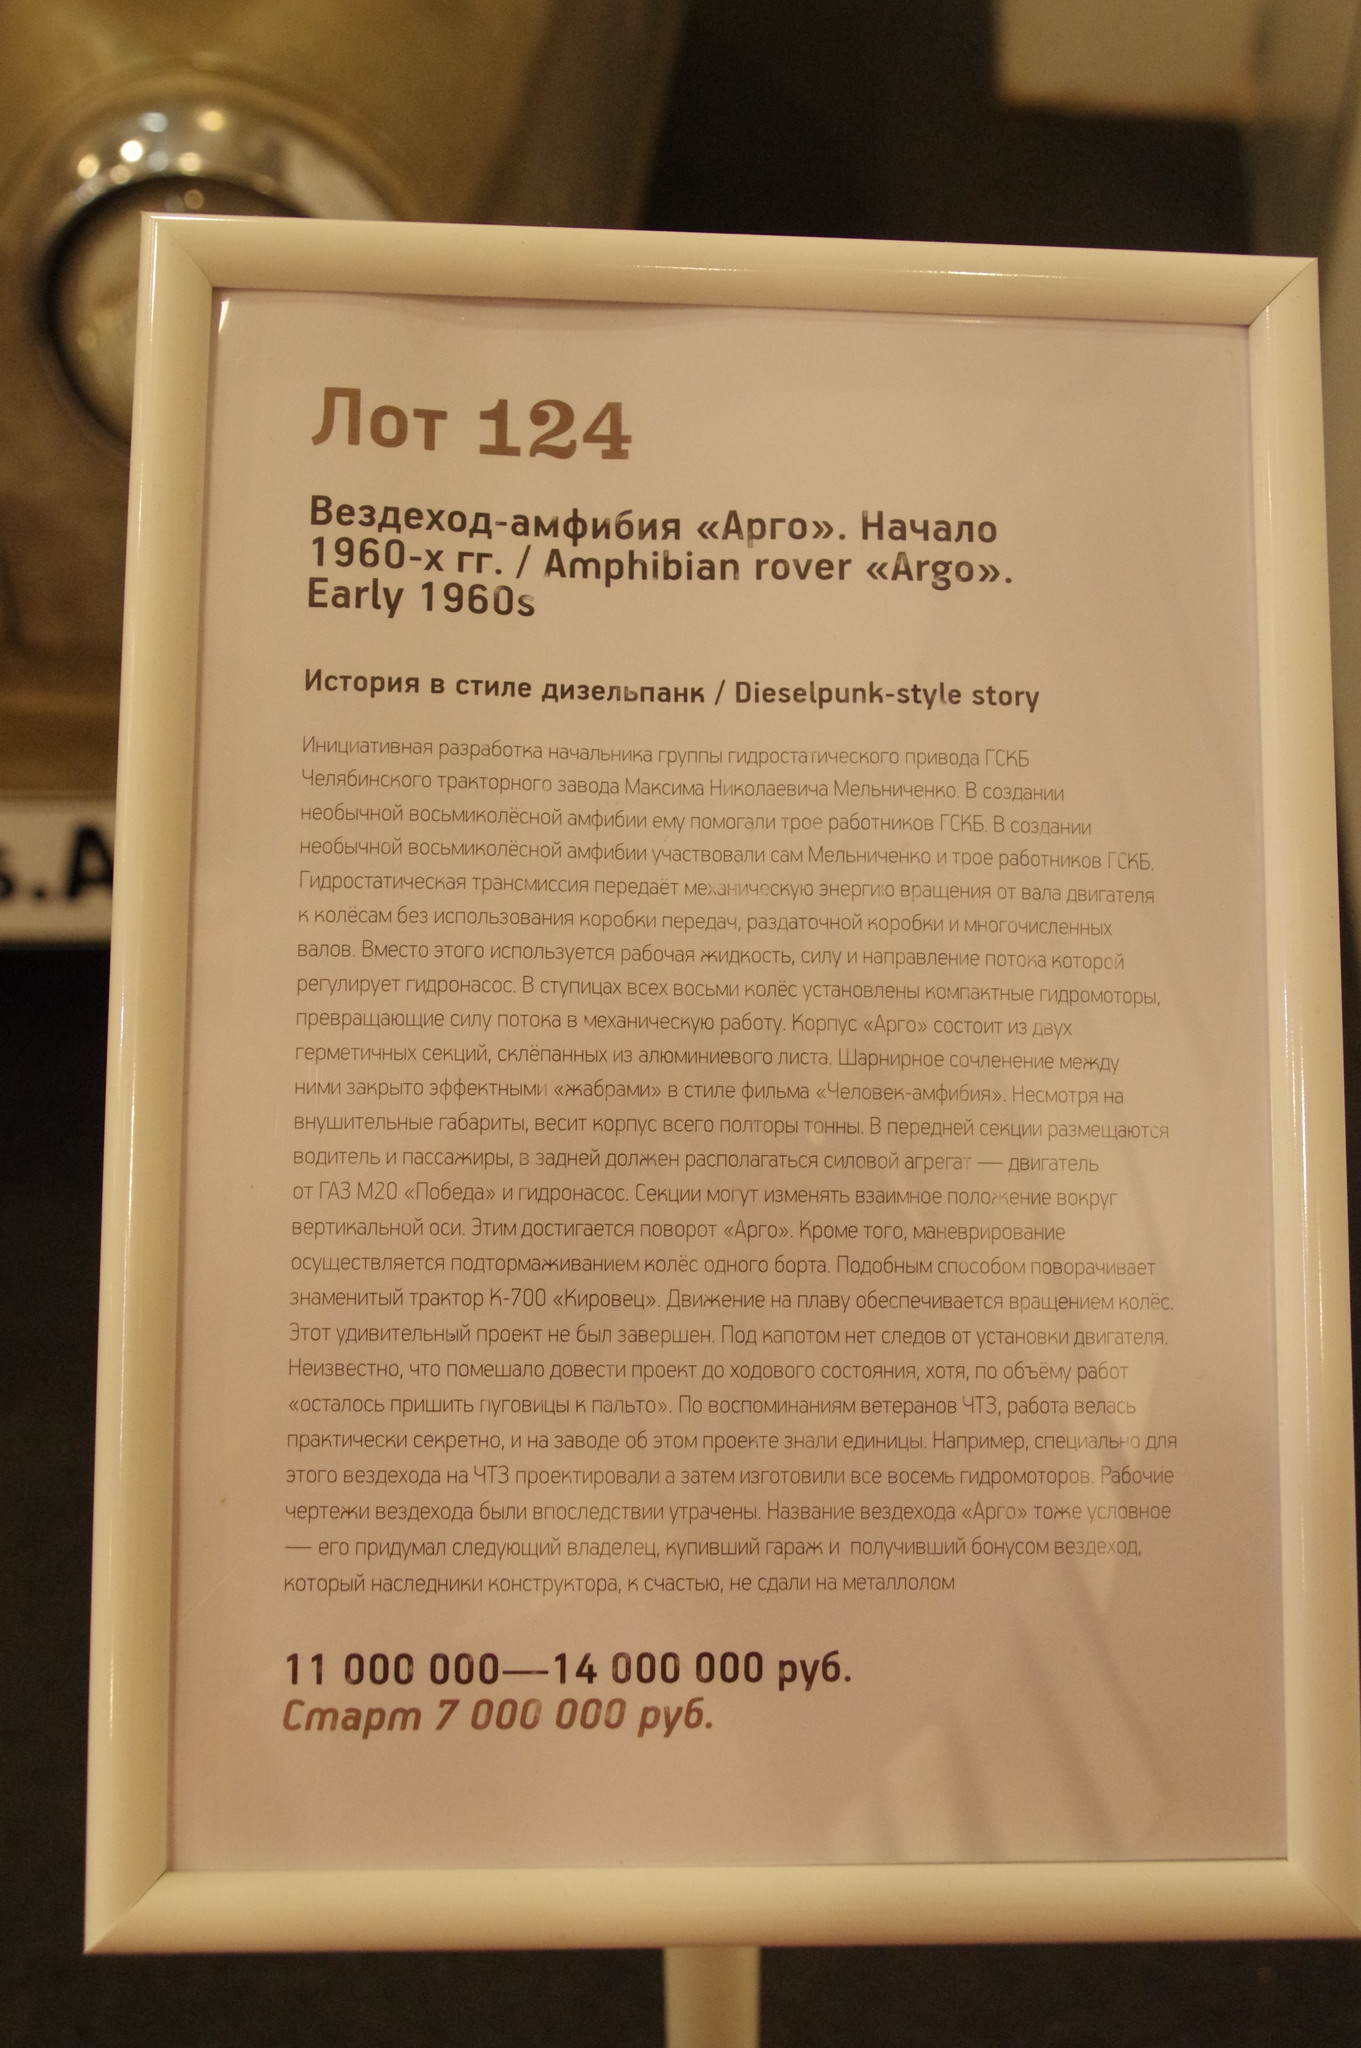 Лот 124
Вездеход-амфибия «Арго». Начало
1960-х гг. / Amphibian rover «Argo».
Early 1960s
История в стиле дизельпанк / Dieselpunk-style story
Инициативная разработка начальника группы гидростатического привода ГСКБ
Челябинского тракторного завода Максима Николаевича Мельниченко. В создании
необычной восьмиколёсной амфибии ему помогали трое работников ГСКБ. В создании
необычной восьмиколёсной амфибии участвовали сам Мельниченко и трое работников ГСКБ.
Гидростатическая трансмиссия передаёт механическую энергию вращения от вала двигателя
к колёсам без использования коробки передач, раздаточной коробки и многочисленных
валов. Вместо этого используется рабочая жидкость, силу и направление потока которой
регулирует гидронасос. В ступицах всех восьми колёс установлены компактные гидромоторы,
превращающие силу потока в механическую работу. Корпус «Арго» состоит из двух
герметичных секций, склёпанных из алюминиевого листа. Шарнирное сочленение между
ними закрыто эффектными «жабрами» в стиле фильма «Человек-амфибия». Несмотря на
внушительные габариты, весит корпус всего полторы тонны. В передней секции размещаются
водитель и пассажиры, в задней должен располагаться силовой агрегат — двигатель
от ГАЗ М20 «Победа» и гидронасос. Секции могут изменять взаимное положение вокруг
вертикальной оси. Этим достигается поворот «Арго». Кроме того, маневрирование
осуществляется подтормаживанием колёс одного борта. Подобным способом поворачивает
знаменитый трактор К-700 «Кировец». Движение на плаву обеспечивается вращением колёс.
Этот удивительный проект не был завершен. Под капотом нет следов от установки двигателя.
Неизвестно, что помешало довести проект до ходового состояния, хотя, по объёму работ
«осталось пришить пуговицы к пальто». По воспоминаниям ветеранов ЧТЗ, работа велась
практически секретно, и на заводе об этом проекте знали единицы. Например, специально для
этого вездехода на ЧТЗ проектировали а затем изготовили все восемь гидромоторов. Рабочие
чертежи вездехода были впоследствии утрачены. Название вездехода «Арго» тоже условное
— его придумал следующий владелец, купивший гараж и получивший бонусом вездеход,
который наследники конструктора, к счастью, не сдали на металлолом
11 000 000—14 000 000 руб.
Старт 7 000 000 руб.
s.A